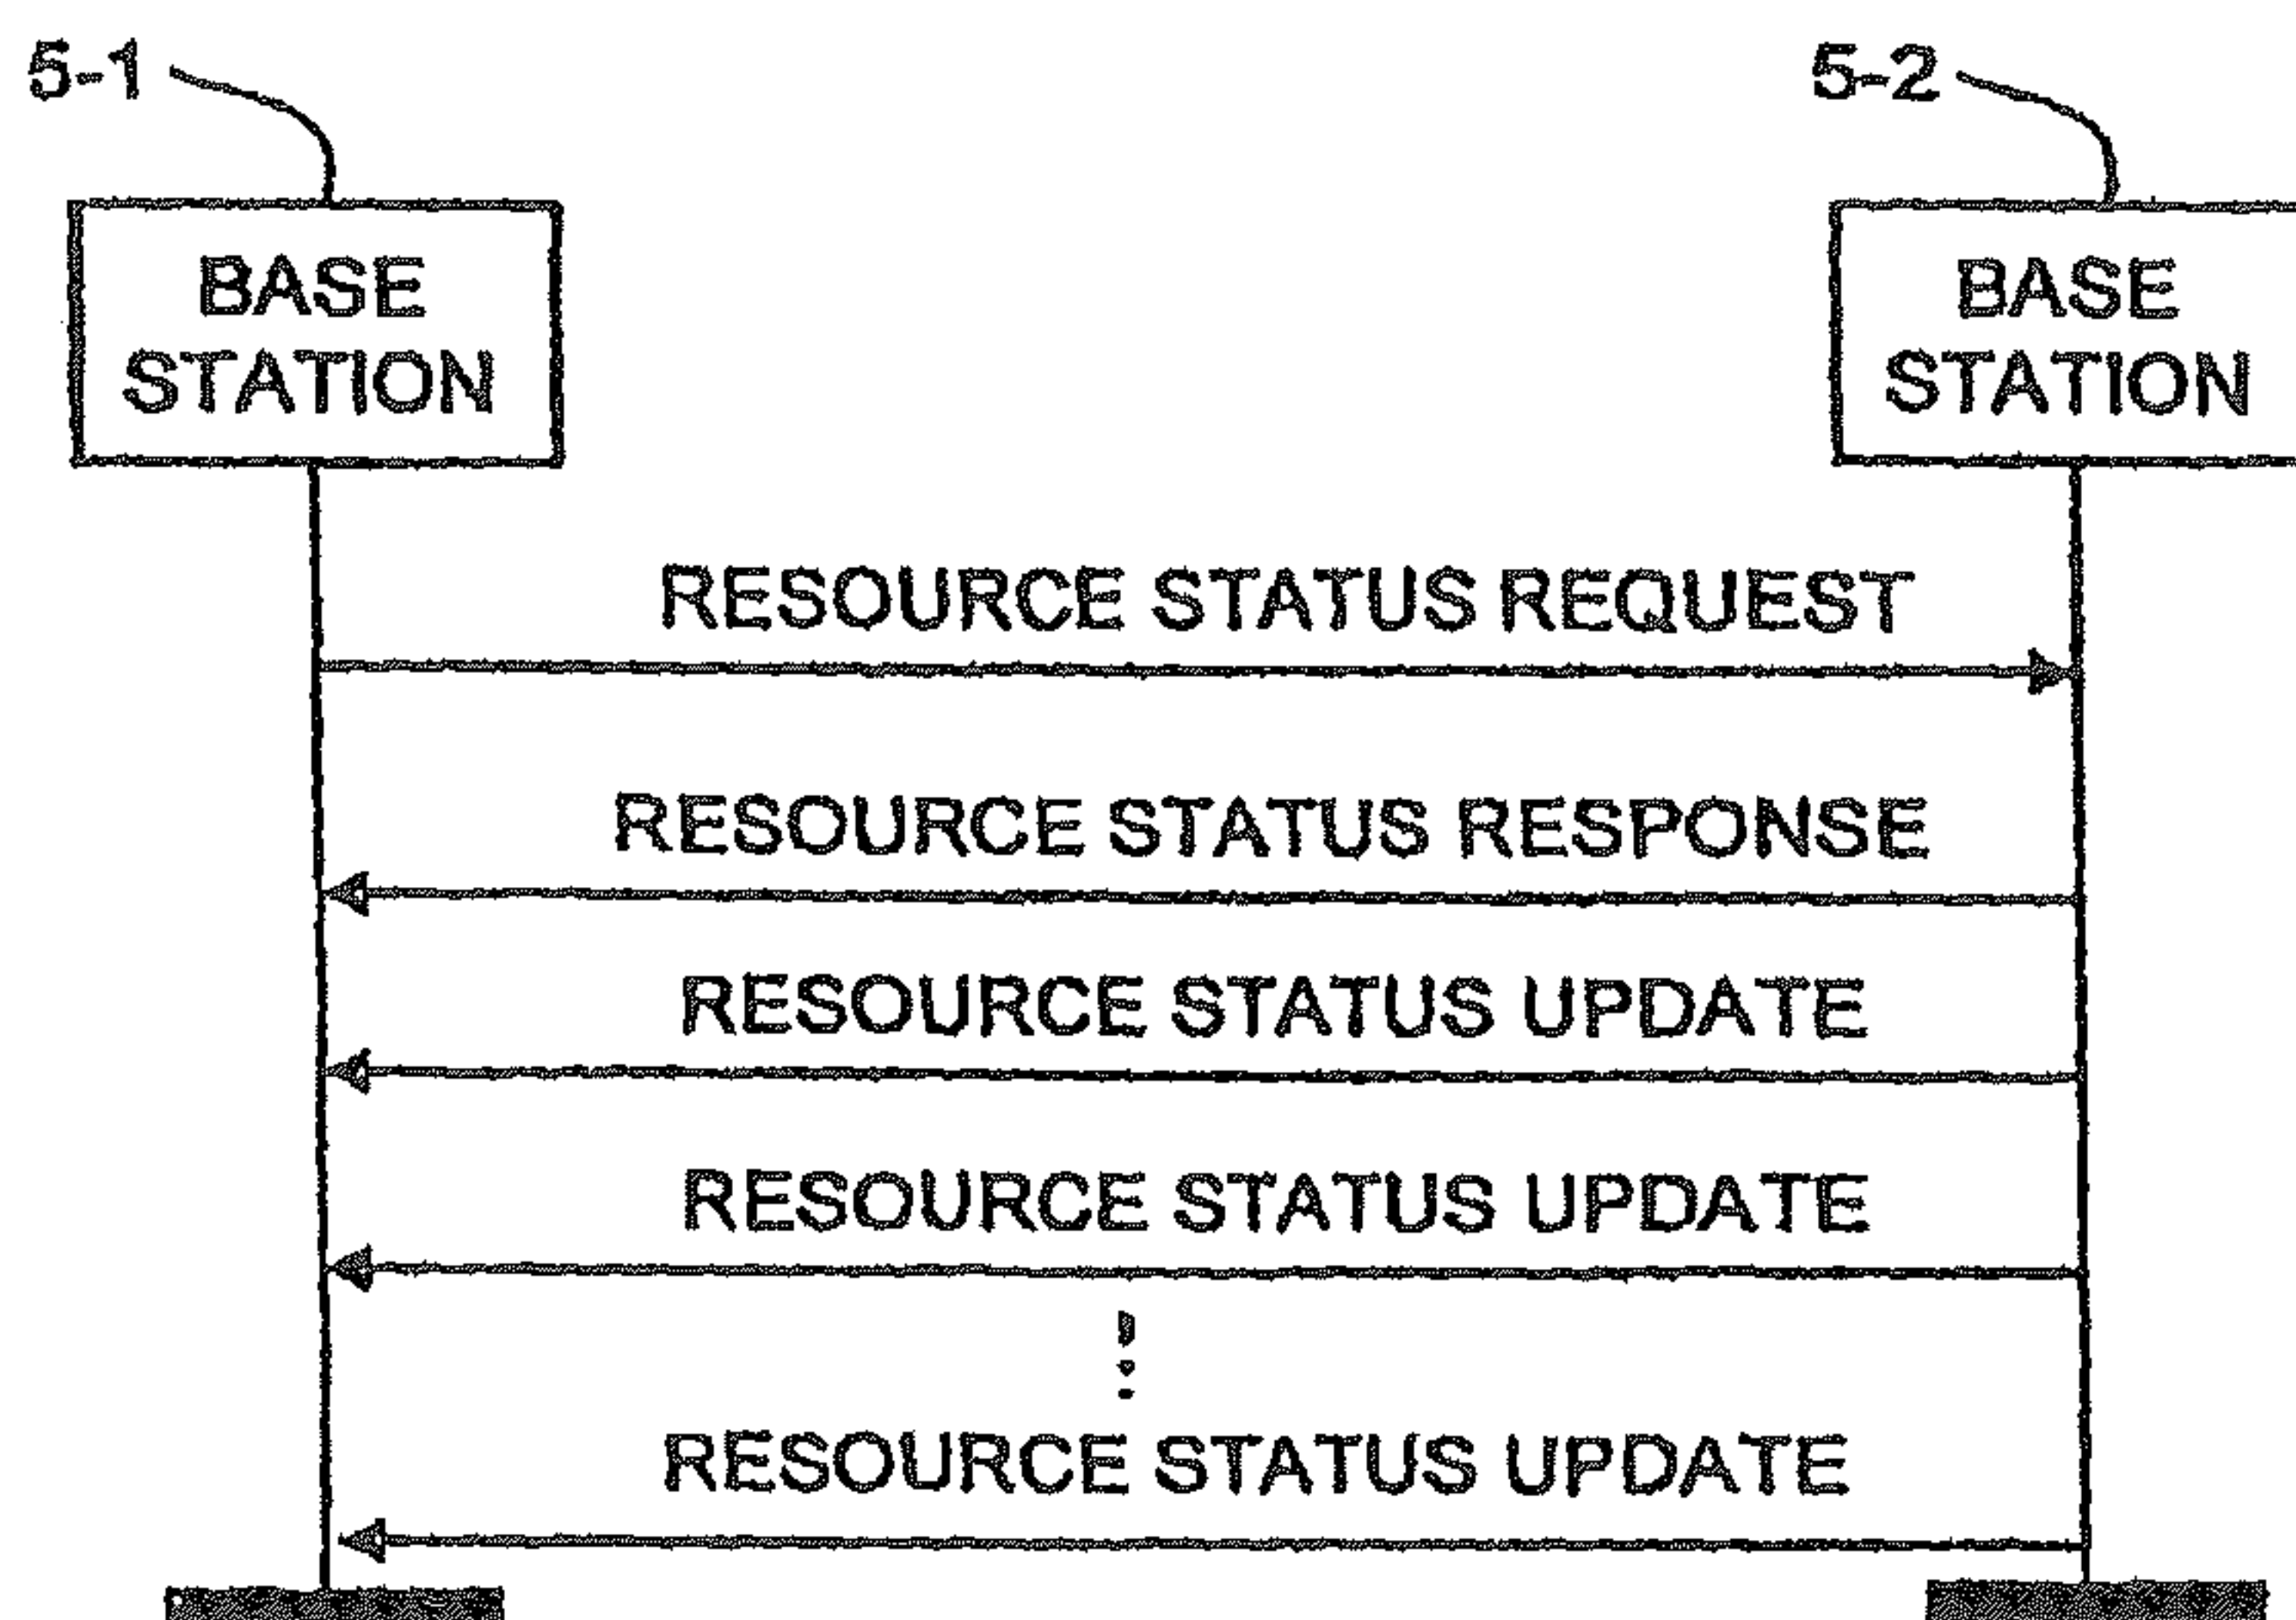 5-1
5-2
BASE
STATION
BASE
STATION
RESOURCE STATUS REQUEST
RESOURCE STATUS RESPONSE
RESOURCE STATUS UPDATE
RESOURCE STATUS UPDATE
RESOURCE STATUS UPDATE